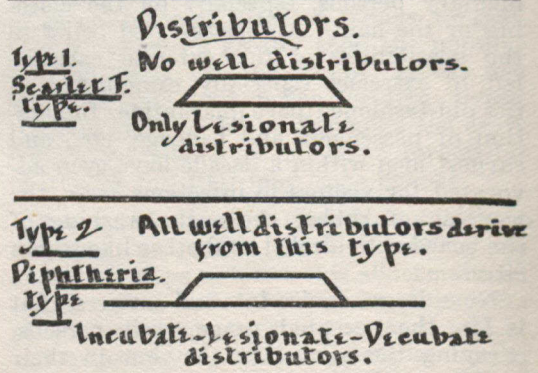 Distributors.
Type 1.
Scarlet F.
type.
No well distributors.
Only Lesionate
distributors.
Type 2
Diphtheria.
type
All well distributors derive
from this type.
Incubate-Lesionate-Decubate
distributors.